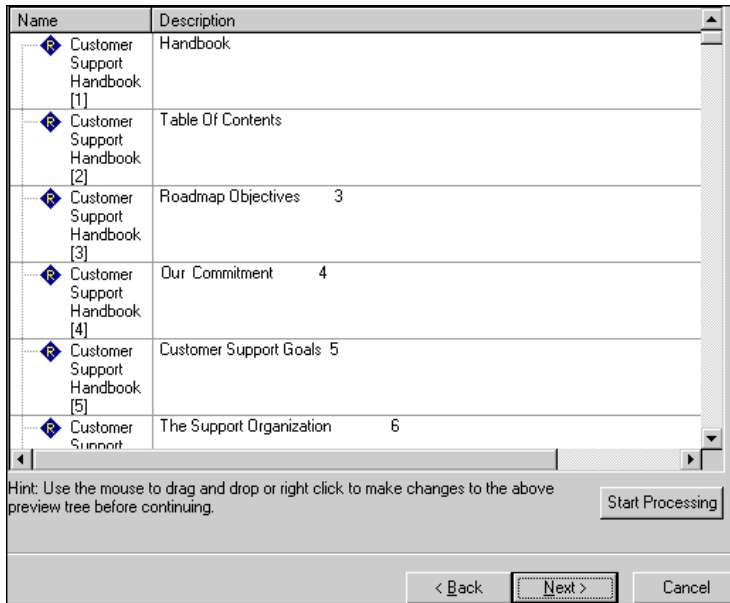 Name Description
R Customer Support Handbook [1] Handbook
R Customer Support Handbook [2] Table Of Contents
R Customer Support Handbook [3] Roadmap Objectives 3
R Customer Support Handbook [4] Our Commitment 4
R Customer Support Handbook [5] Customer Support Goals 5
R Customer Support The Support Organization 6
Hint: Use the mouse to drag and drop or right click to make changes to the above
preview tree before continuing.
Start Processing
< Back Next > Cancel